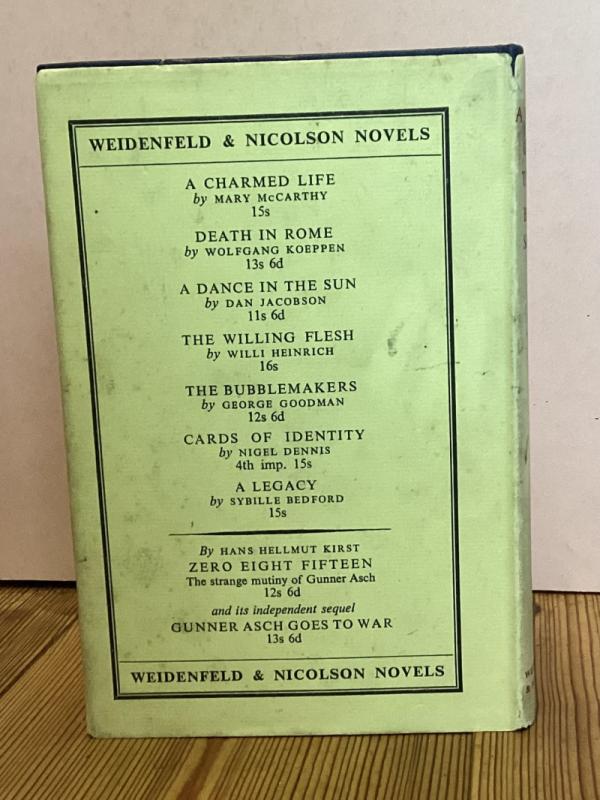 WEIDENFELD & NICOLSON NOVELS
A CHARMED LIFE
by MARY McCARTHY
15s
DEATH IN ROME
by WOLFGANG KOEPPEN
13s 6d
A DANCE IN THE SUN
by DAN JACOBSON
11s 6d
THE WILLING FLESH
by WILLI HEINRICH
16s
THE BUBBLEMAKERS
by GEORGE GOODMAN
12s 6d
CARDS OF IDENTITY
by NIGEL DENNIS
4th imp. 15s
A LEGACY
by SYBILLE BEDFORD
15s
By HANS HELLMUT KIRST
ZERO EIGHT FIFTEEN
The strange mutiny of Gunner Asch
12s 6d
and its independent sequel
GUNNER ASCH GOES TO WAR
13s 6d
WEIDENFELD & NICOLSON NOVELS